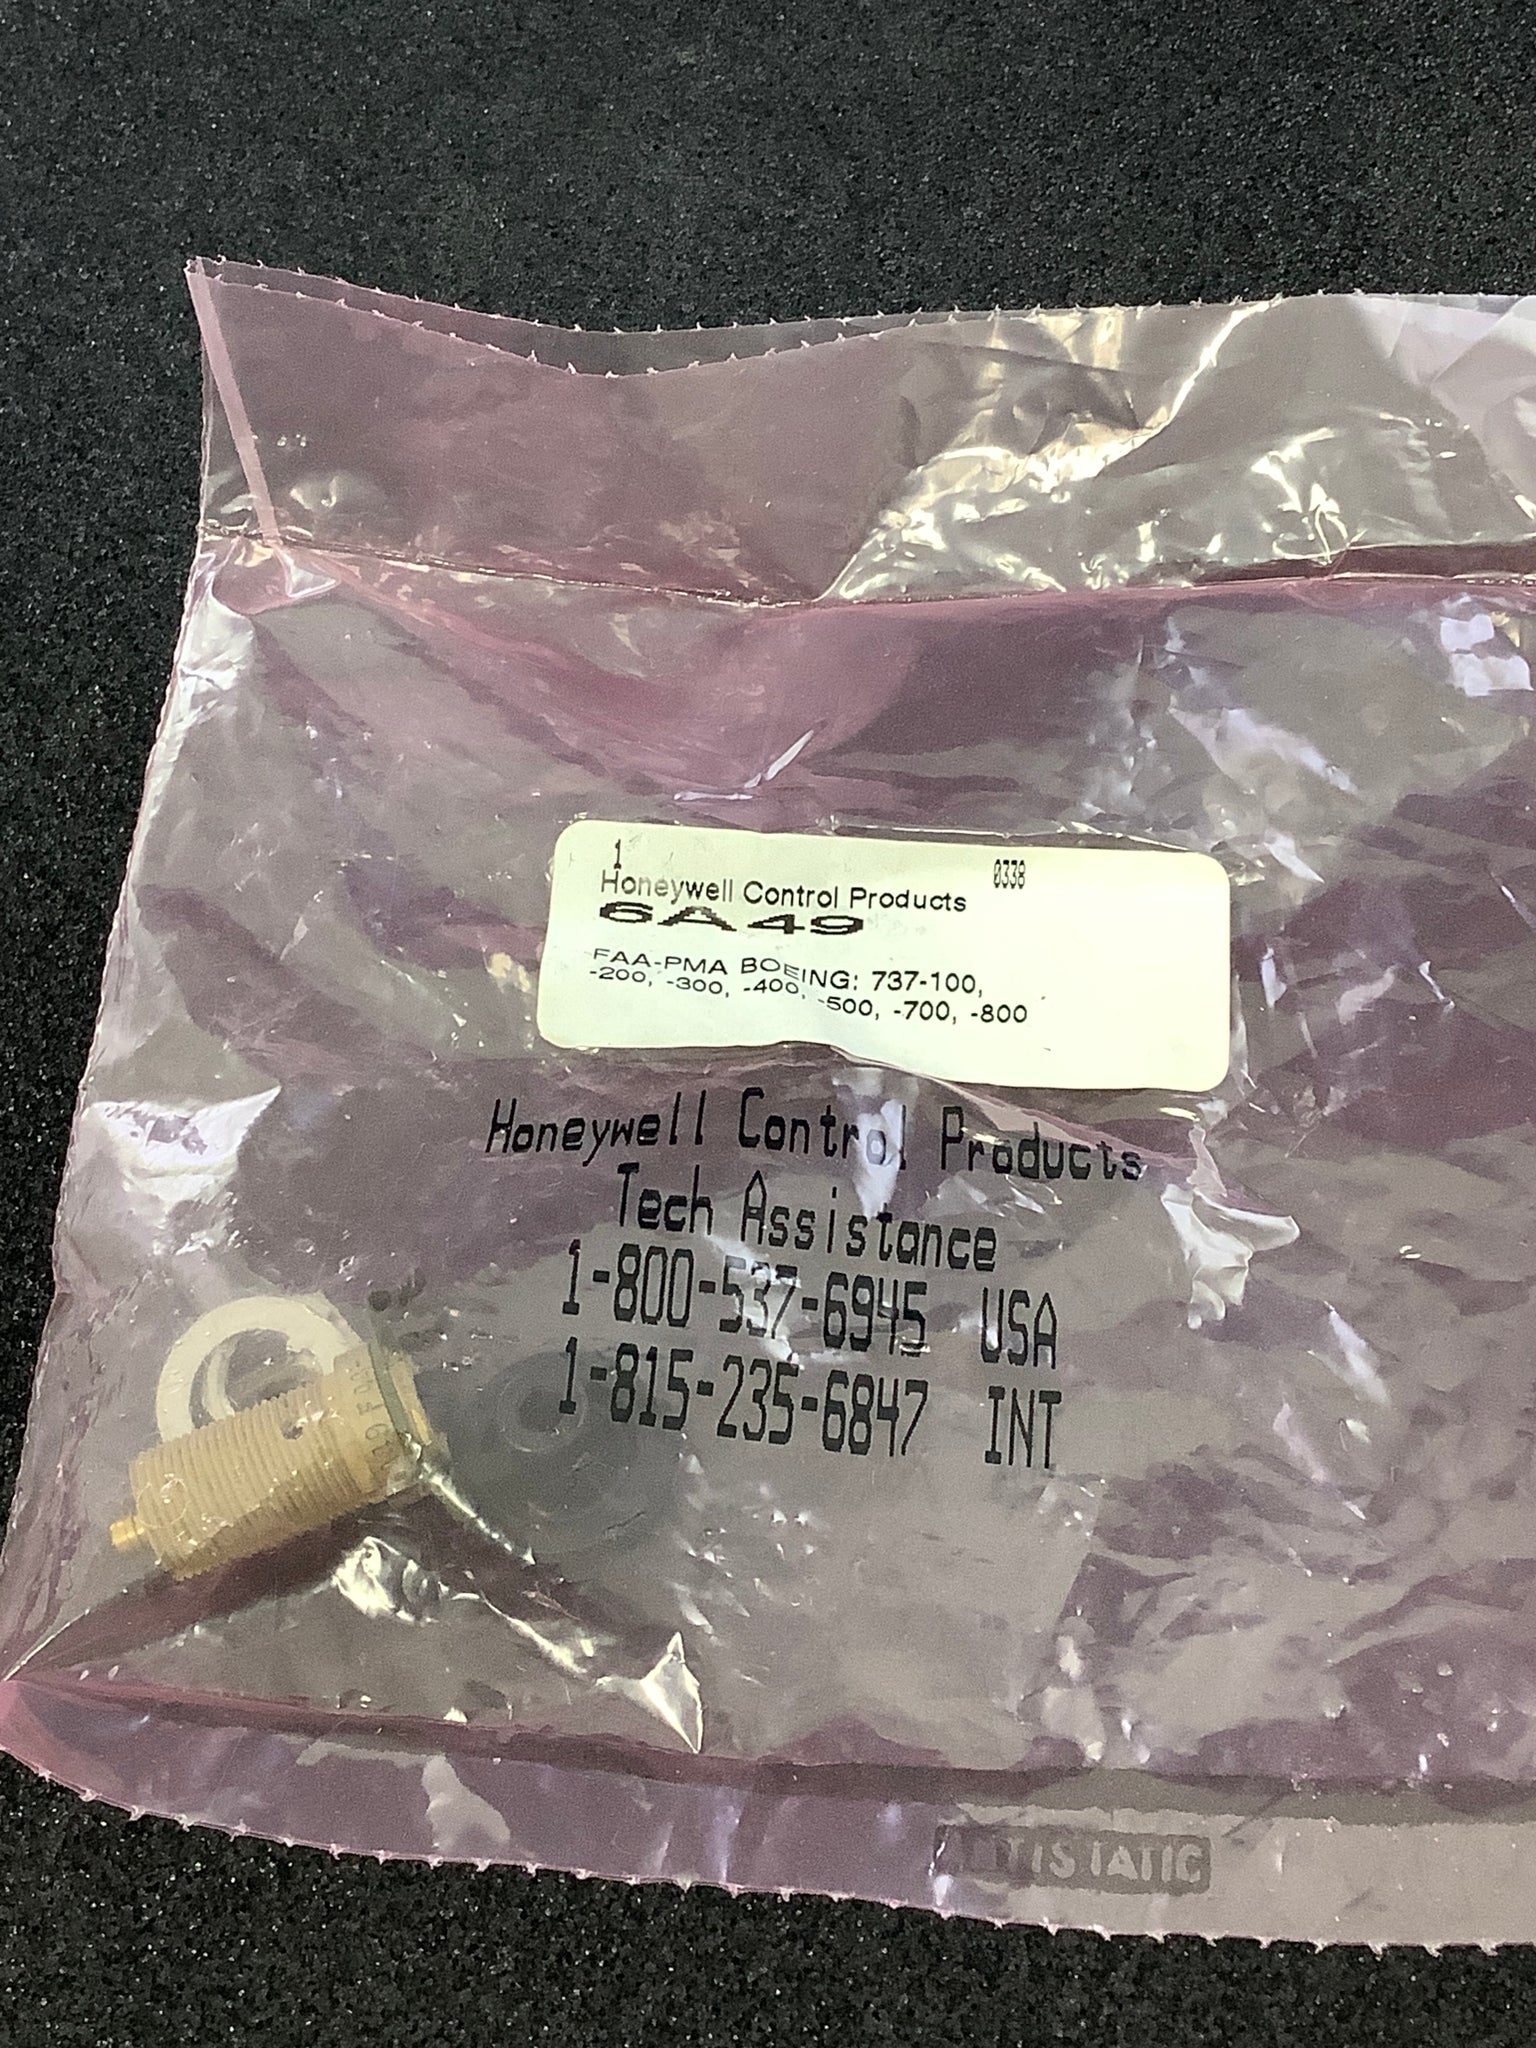 1
0338
Honeywell Control Products
6A49
FAA-PMA BOEING: 737-100,
-200, -300, -400, -500, -700, -800
Honeywell Control Products
Tech Assistance
1-800-537-6945 USA
1-815-235-6847 INT
ANTISTATIC